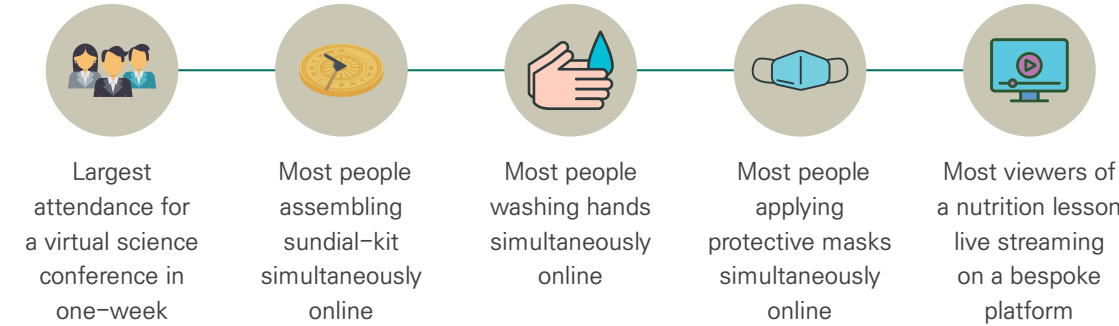 Largest
attendance for
a virtual science
conference in
one-week
Most people
assembling
sundial-kit
simultaneously
online
Most people
washing hands
simultaneously
online
Most people
applying
protective masks
simultaneously
online
Most viewers of
a nutrition lesson
live streaming
on a bespoke
platform